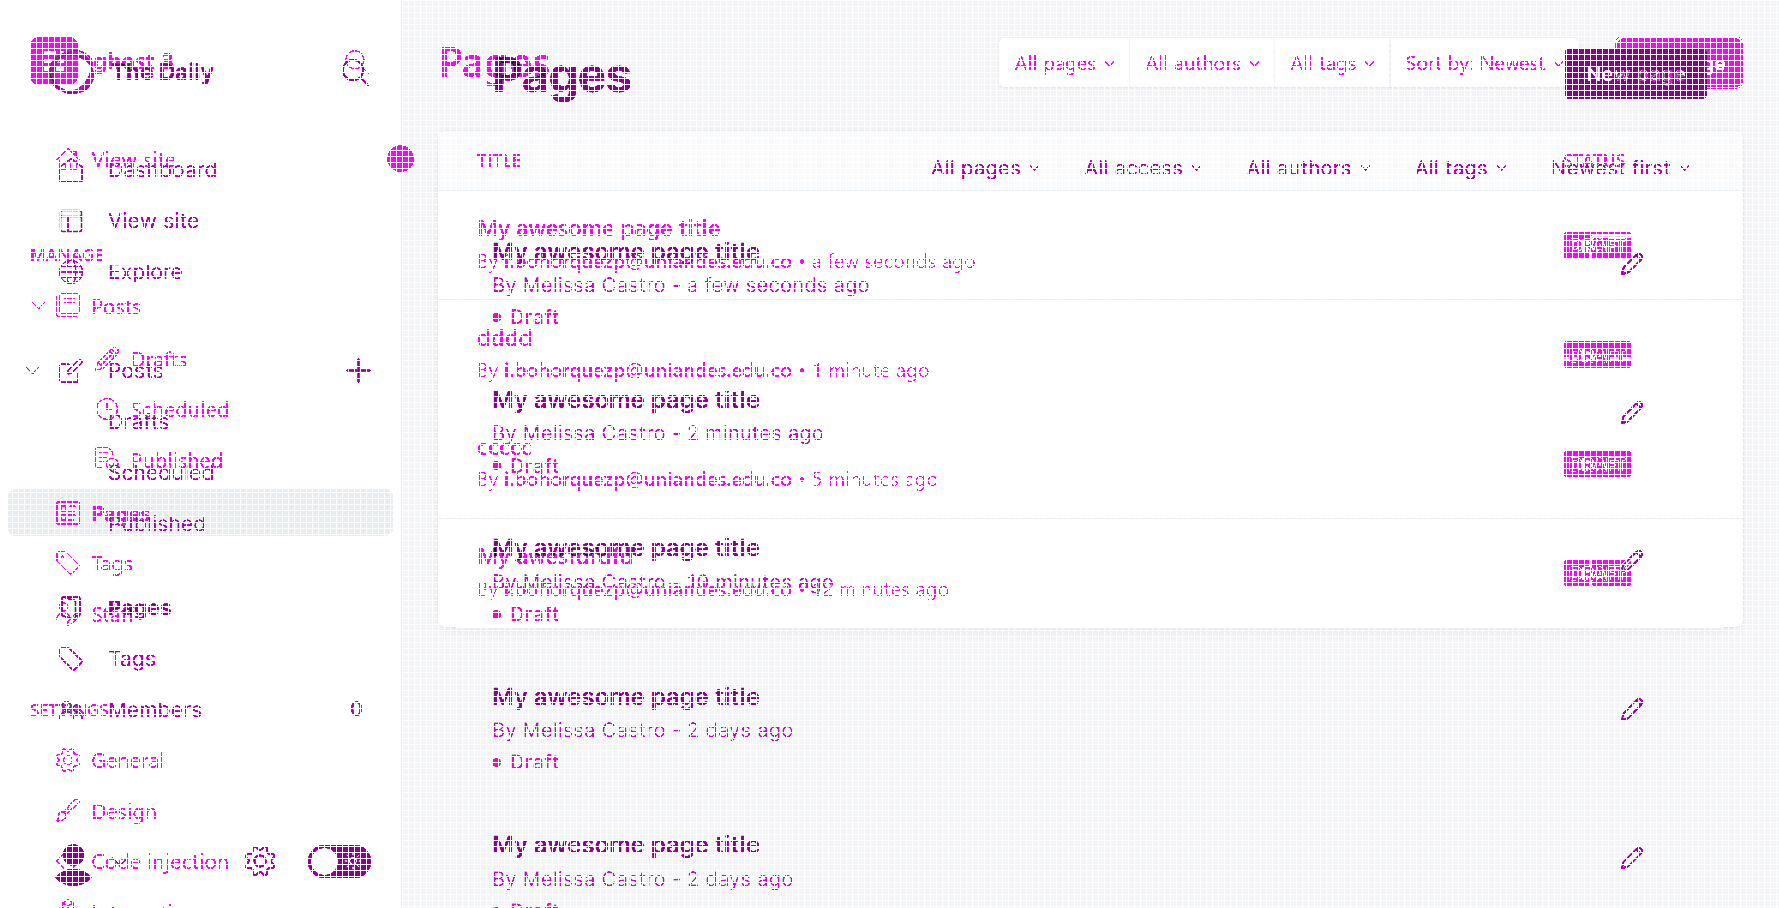 ghost 3
The Daily
View site
Dashboard
View site
MANAGE
Explore
Posts
Drafts
Posts
Scheduled
Drafts
Published
Scheduled
Pages
Published
Tags
Staff
Pages
Tags
SETTINGS
Members
0
General
Design
Code injection
Pages
Pages
All pages
All authors
All tags
Sort by: Newest
New page
TITLE
STATUS
All pages
All access
All authors
All tags
Newest first
My awesome page title
My awesome page title
By i.bohorquezp@uniandes.edu.co • a few seconds ago
By Melissa Castro - a few seconds ago
Draft
dddd
By i.bohorquezp@uniandes.edu.co • 1 minute ago
My awesome page title
By Melissa Castro - 2 minutes ago
ccccc
Draft
By i.bohorquezp@uniandes.edu.co • 5 minutes ago
My awesome page title
By Melissa Castro - 10 minutes ago
By i.bohorquezp@uniandes.edu.co • 12 minutes ago
Draft
My awesome page title
By Melissa Castro - 2 days ago
Draft
My awesome page title
By Melissa Castro - 2 days ago
DRAFT
DRAFT
DRAFT
DRAFT